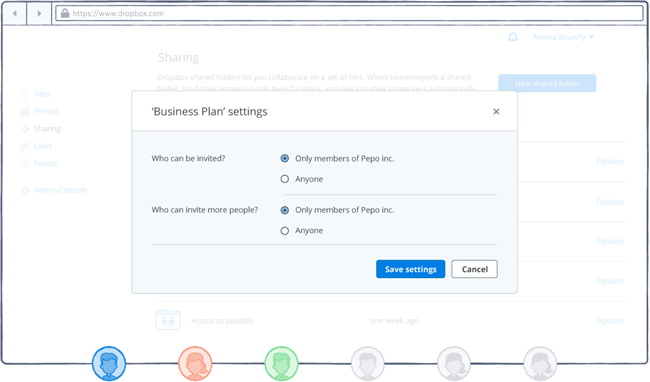 https://www.dropbox.com
Amelia Bauerly
Sharing
Dropbox shared folders let you collaborate on a set of files. When someonejoons a shared
folder, the folder appears inside their Dropbox, and syncs to their computers automatically.
New shared folder
'Business Plan' settings
Files
Photos
Sharing
Links
Events
Admin Console
Who can be invited?
Only members of Pepo inc.
Anyone
Who can invite more people?
Only members of Pepo inc.
Anyone
Save settings
Cancel
Options
Options
Options
Options
Accounts payable
one week ago
Options